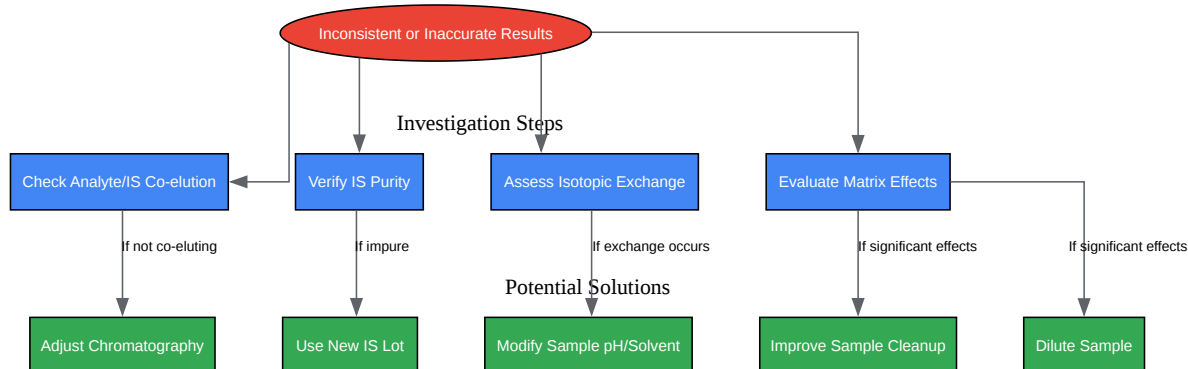 Inconsistent or Inaccurate Results
Investigation Steps
Check Analyte/IS Co-elution
Verify IS Purity
Assess Isotopic Exchange
Evaluate Matrix Effects
If not co-eluting
If impure
If exchange occurs
If significant effects
If significant effects
Potential Solutions
Adjust Chromatography
Use New IS Lot
Modify Sample pH/Solvent
Improve Sample Cleanup
Dilute Sample